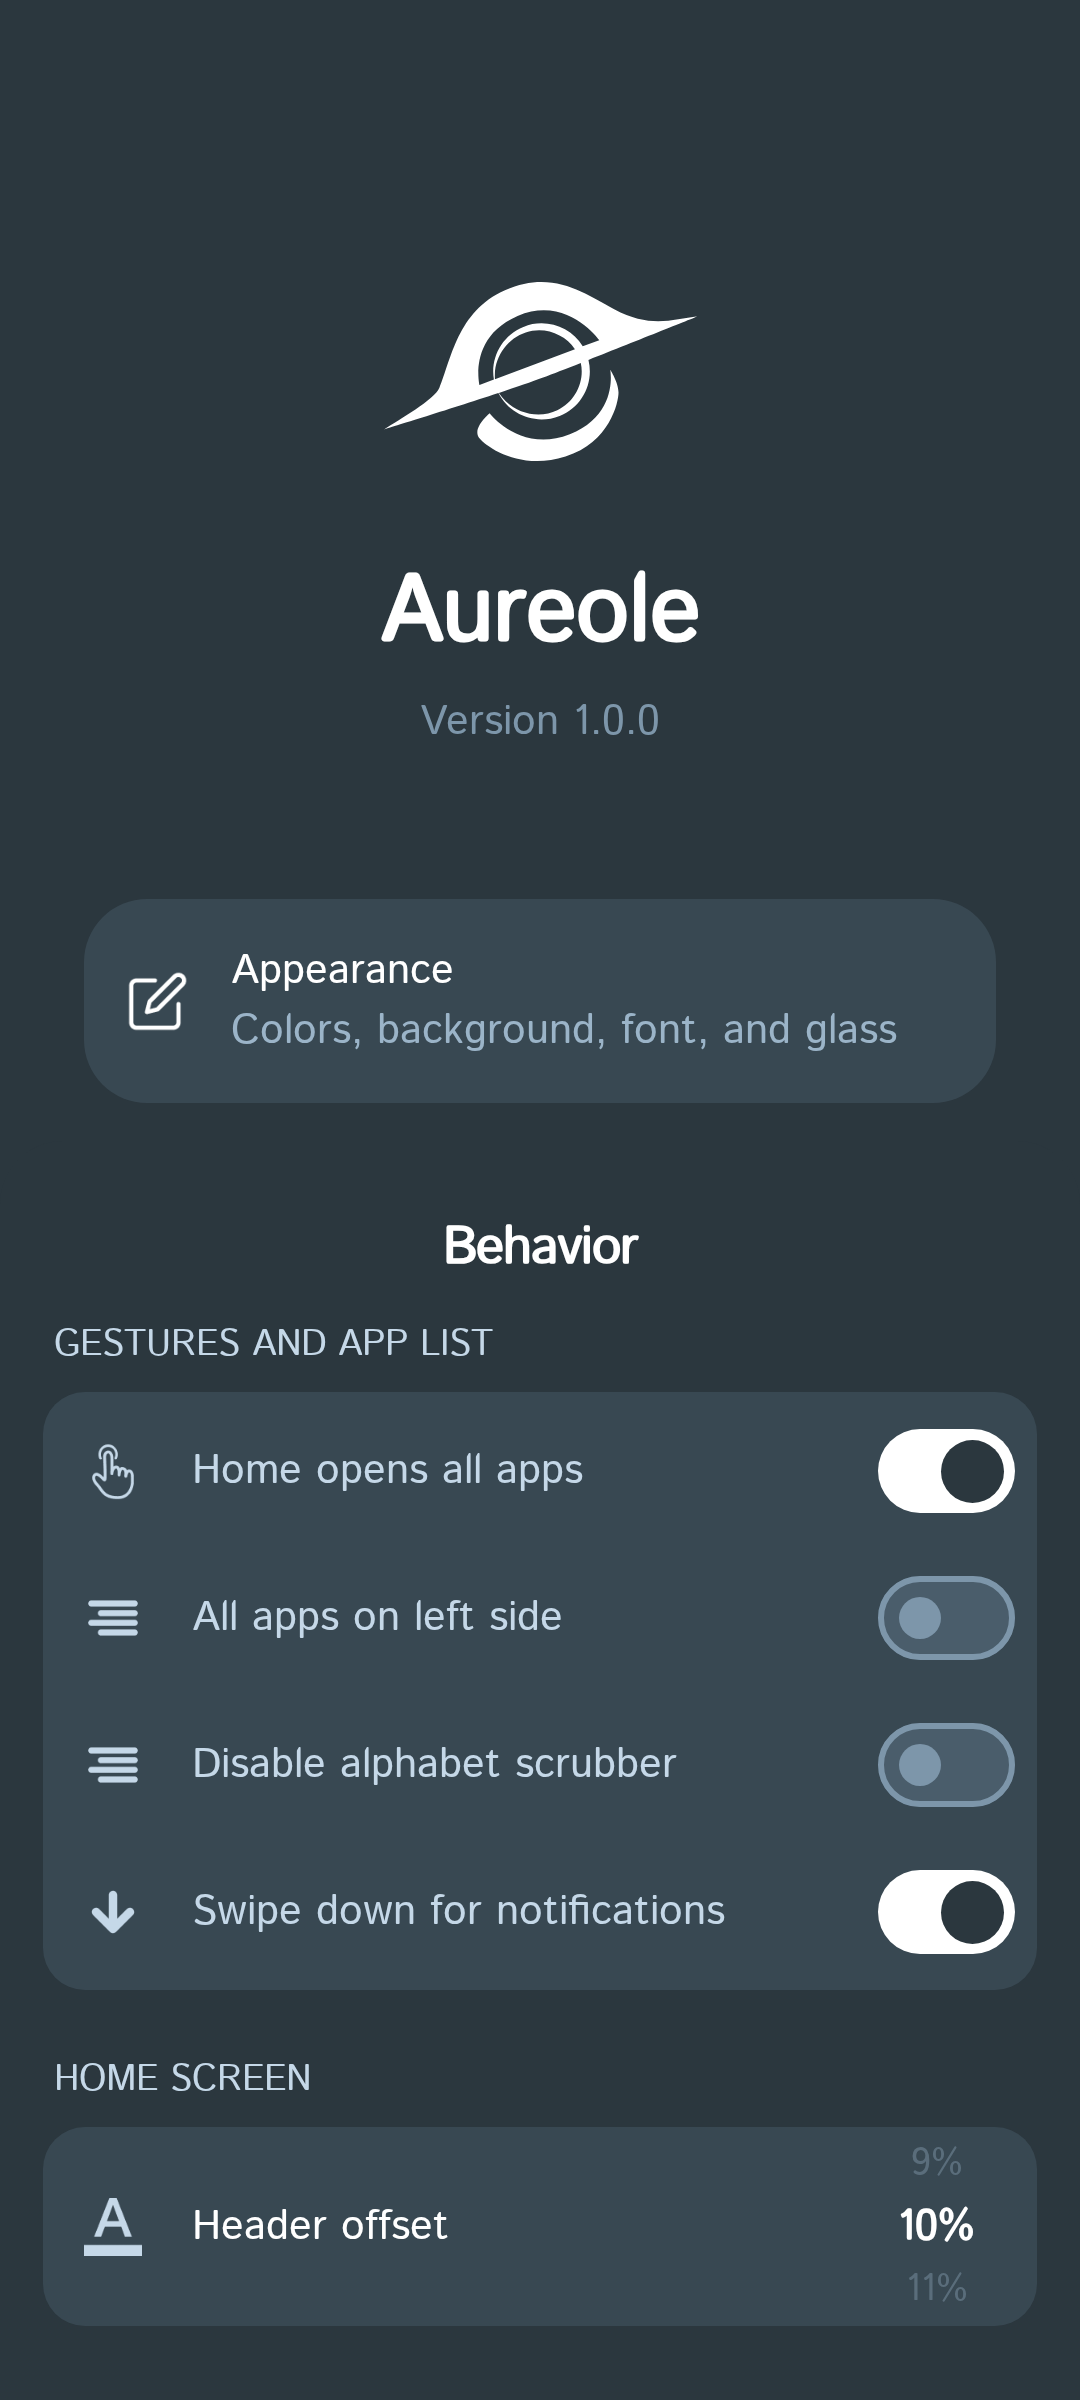 Aureole
Version 1.0.0
Appearance
Colors, background, font, and glass
Behavior
GESTURES AND APP LIST
Home opens all apps
All apps on left side
Disable alphabet scrubber
Swipe down for notifications
HOME SCREEN
9%
A
Header offset
10%
11%